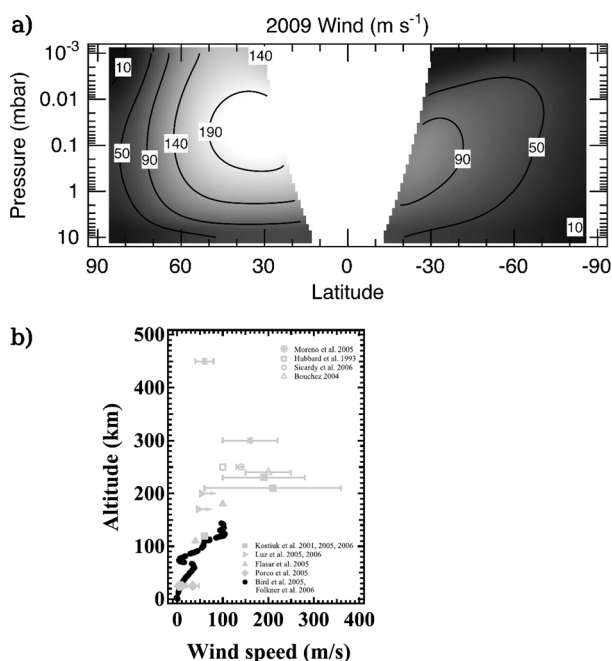 a)
2009 Wind (m s⁻¹)
10⁻³
0.01
0.1
1
10
Pressure (mbar)
10
50
90
140
190
140
90
50
10
90
60
30
0
-30
-60
-90
Latitude
b)
500
400
300
200
100
0
Altitude (km)
Moreno et al. 2005
Hubbard et al. 1993
Sicardy et al. 2006
Bouchez 2004
Kostiuk et al. 2001, 2005, 2006
Luz et al. 2005, 2006
Flasar et al. 2005
Porco et al. 2005
Bird et al. 2005,
Folkner et al. 2006
0
100
200
300
400
Wind speed (m/s)